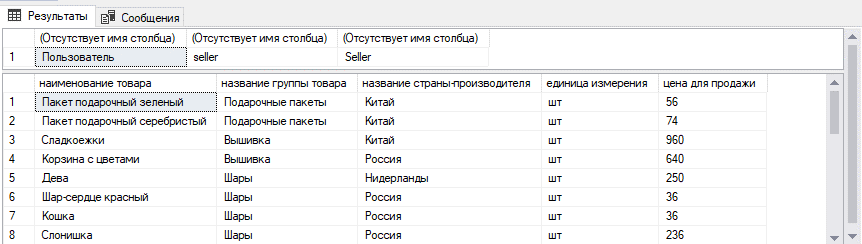 Результаты Сообщения
(Отсутствует имя столбца) (Отсутствует имя столбца) (Отсутствует имя столбца)
1 Пользователь seller Seller
наименование товара название группы товара название страны-производителя единица измерения цена для продажи
1 Пакет подарочный зеленый Подарочные пакеты Китай шт 56
2 Пакет подарочный серебристый Подарочные пакеты Китай шт 74
3 Сладкоежки Вышивка Китай шт 960
4 Корзина с цветами Вышивка Россия шт 640
5 Дева Шары Нидерланды шт 250
6 Шар-сердце красный Шары Россия шт 36
7 Кошка Шары Россия шт 36
8 Слонишка Шары Россия шт 236